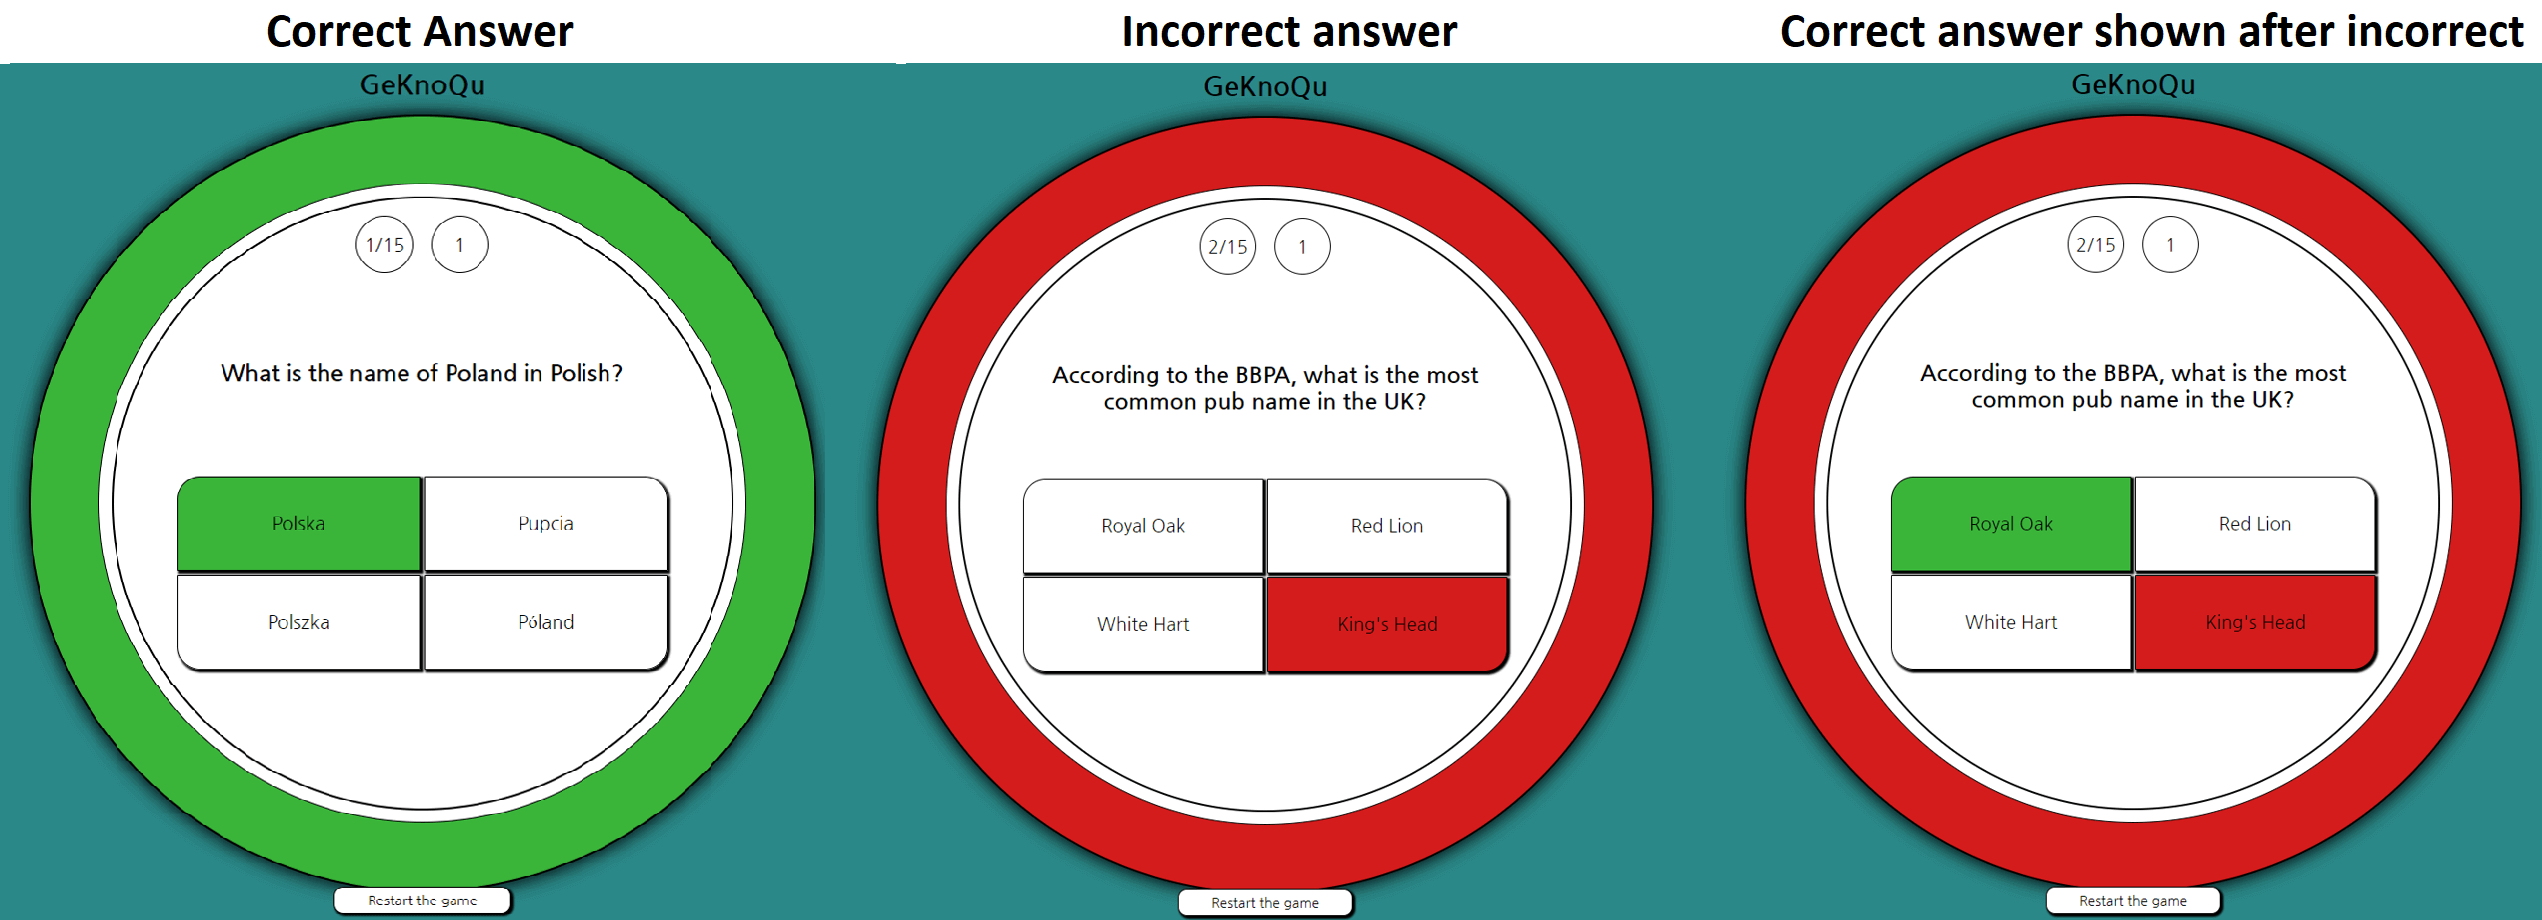 Correct Answer
GeKnoQu
1/15 1
What is the name of Poland in Polish?
Polska Pupcia
Polszka Póland
Restart the game
Incorrect answer
GeKnoQu
2/15 1
According to the BBPA, what is the most
common pub name in the UK?
Royal Oak Red Lion
White Hart King's Head
Restart the game
Correct answer shown after incorrect
GeKnoQu
2/15 1
According to the BBPA, what is the most
common pub name in the UK?
Royal Oak Red Lion
White Hart King's Head
Restart the game